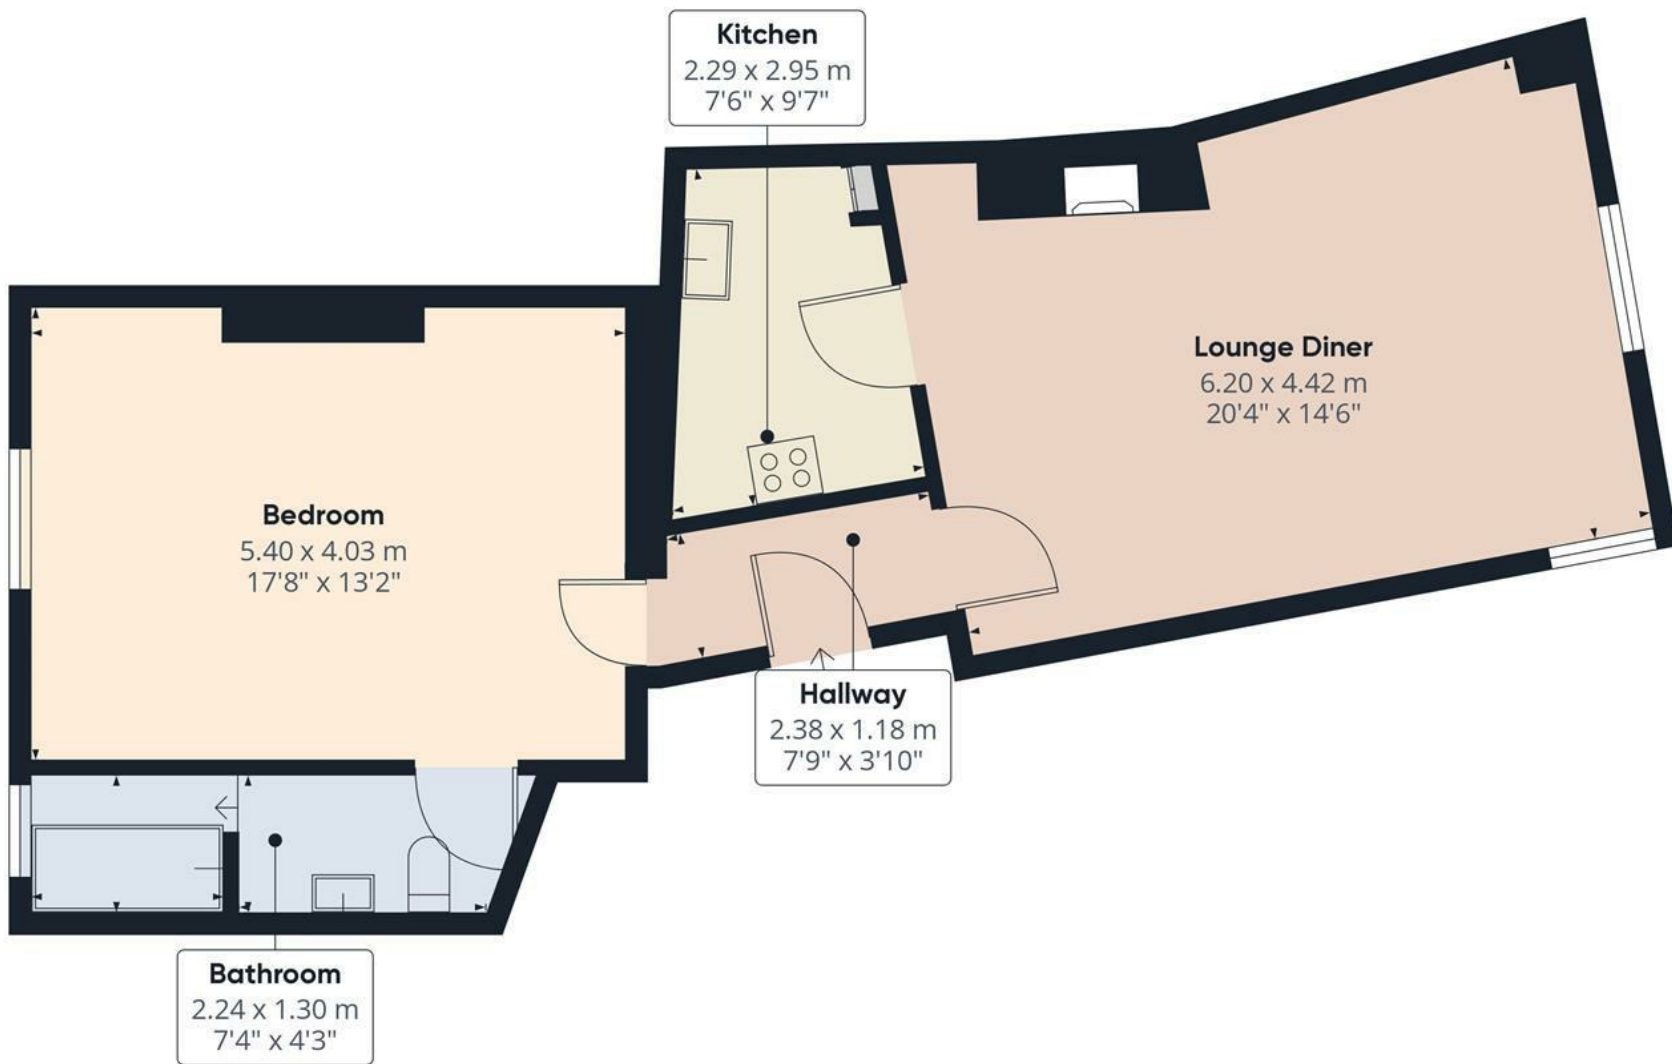 Kitchen
2.29 x 2.95 m
7'6" x 9'7"
Lounge Diner
6.20 x 4.42 m
20'4" x 14'6"
Bedroom
5.40 x 4.03 m
17'8" x 13'2"
Hallway
2.38 x 1.18 m
7'9" x 3'10"
Bathroom
2.24 x 1.30 m
7'4" x 4'3"